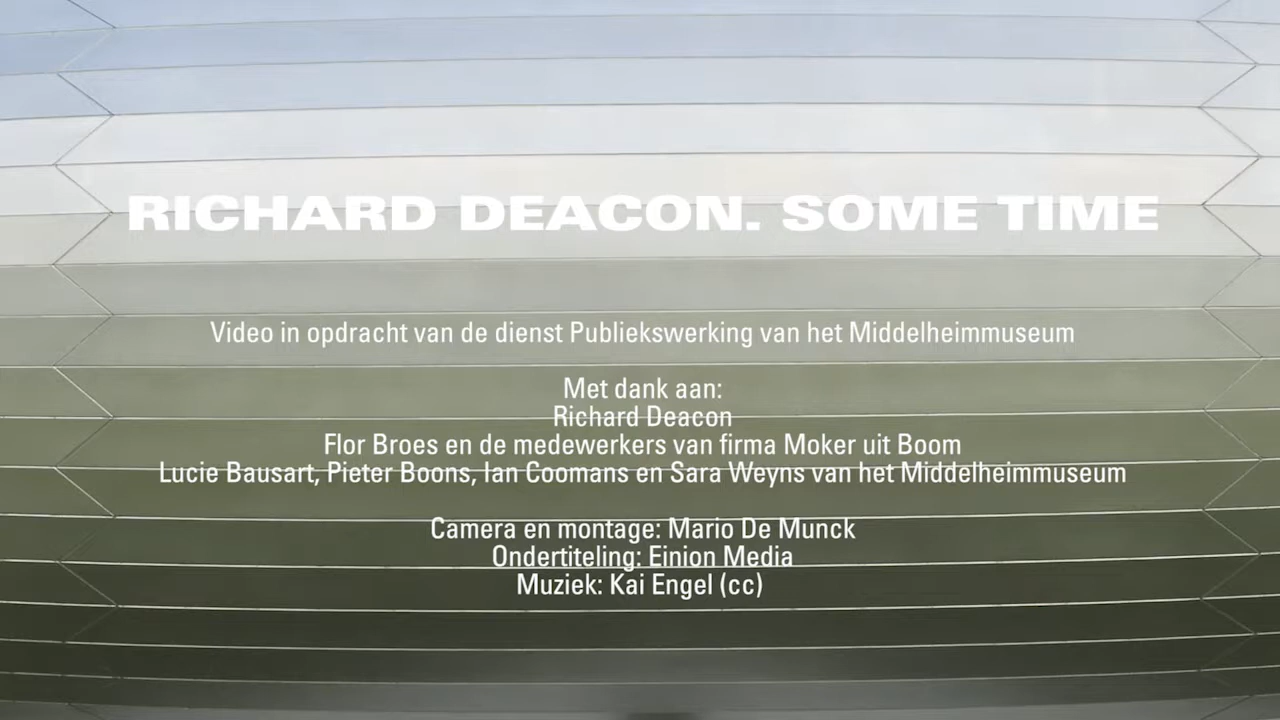 RICHARD DEACON. SOME TIME
Video in opdracht van de dienst Publiekswerking van het Middelheimmuseum
Met dank aan:
Richard Deacon
Flor Broes en de medewerkers van firma Moker uit Boom
Lucie Bausart, Pieter Boons, Ian Coomans en Sara Weyns van het Middelheimmuseum
Camera en montage: Mario De Munck
Ondertiteling: Einion Media
Muziek: Kai Engel (cc)